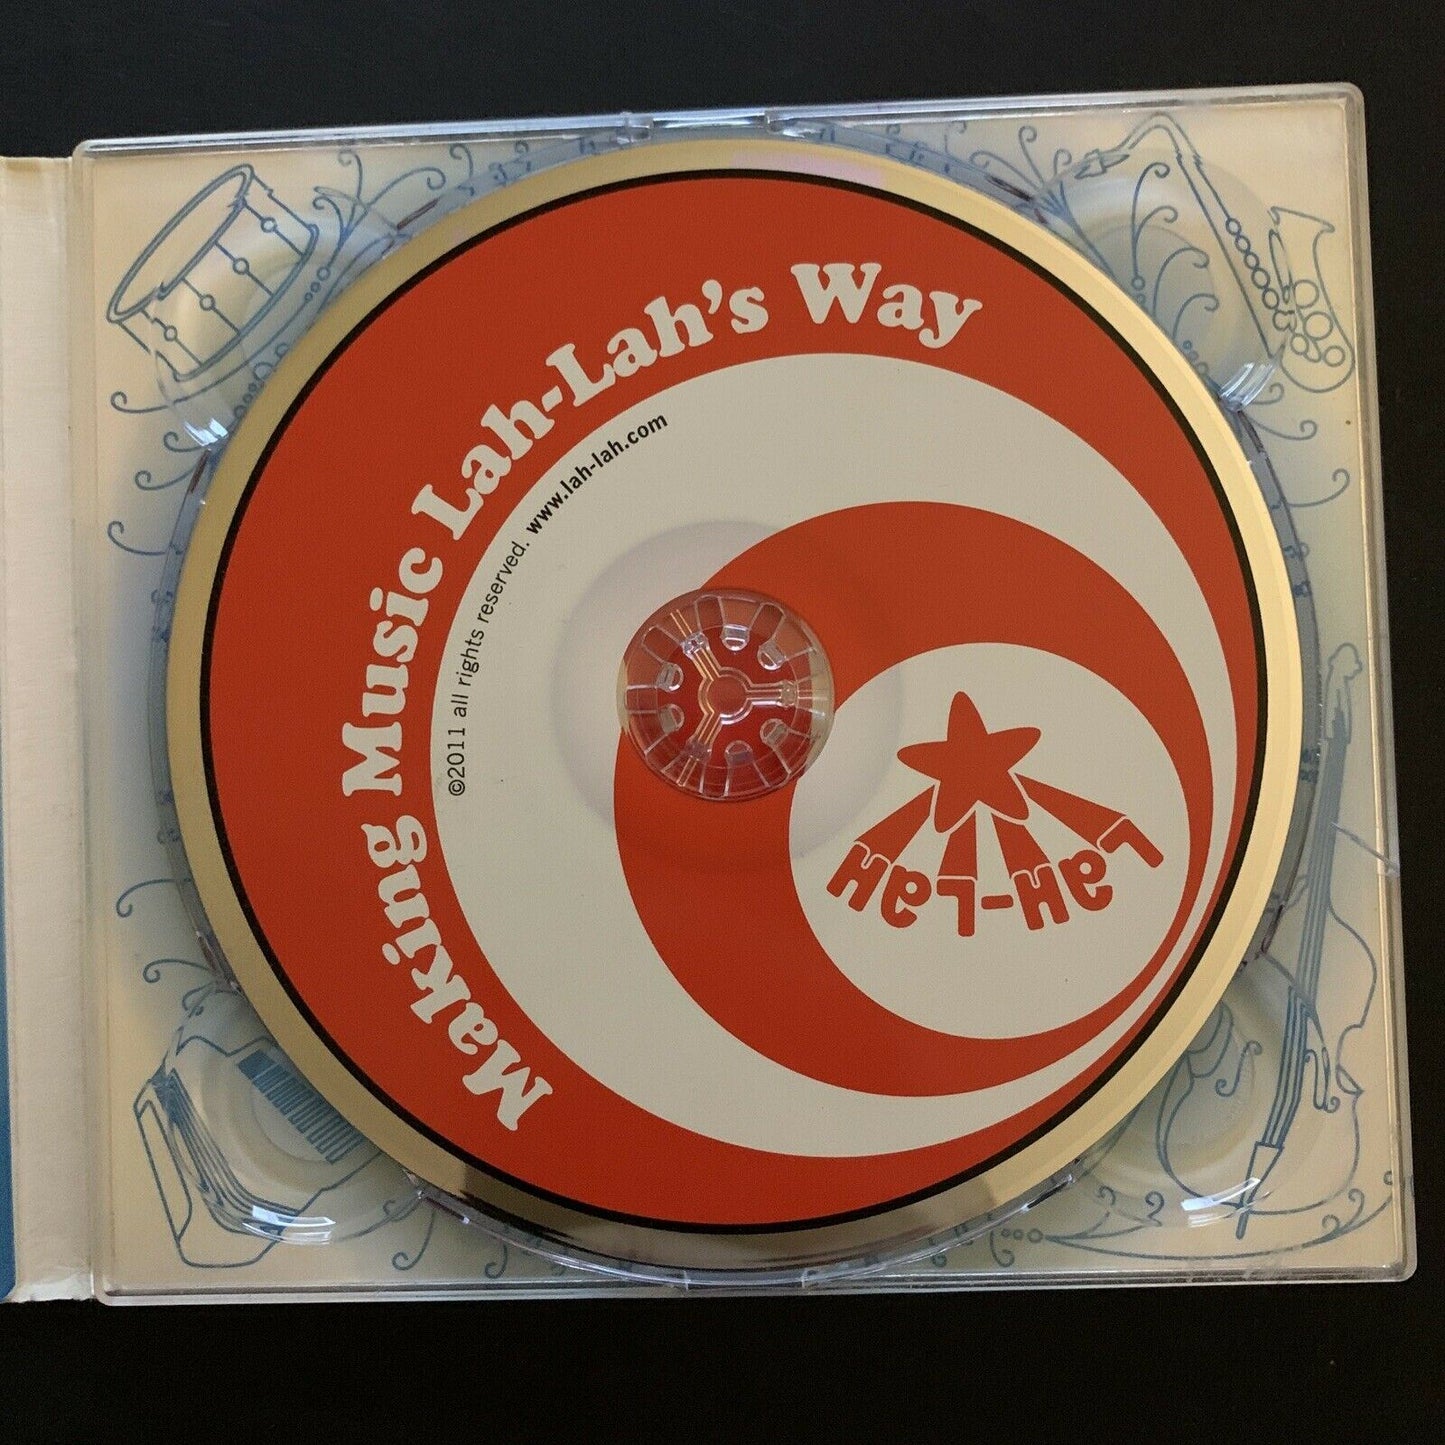 Making Music Lah-Lah's Way
©2011 all rights reserved. www.lah-lah.com
Lah-Lah